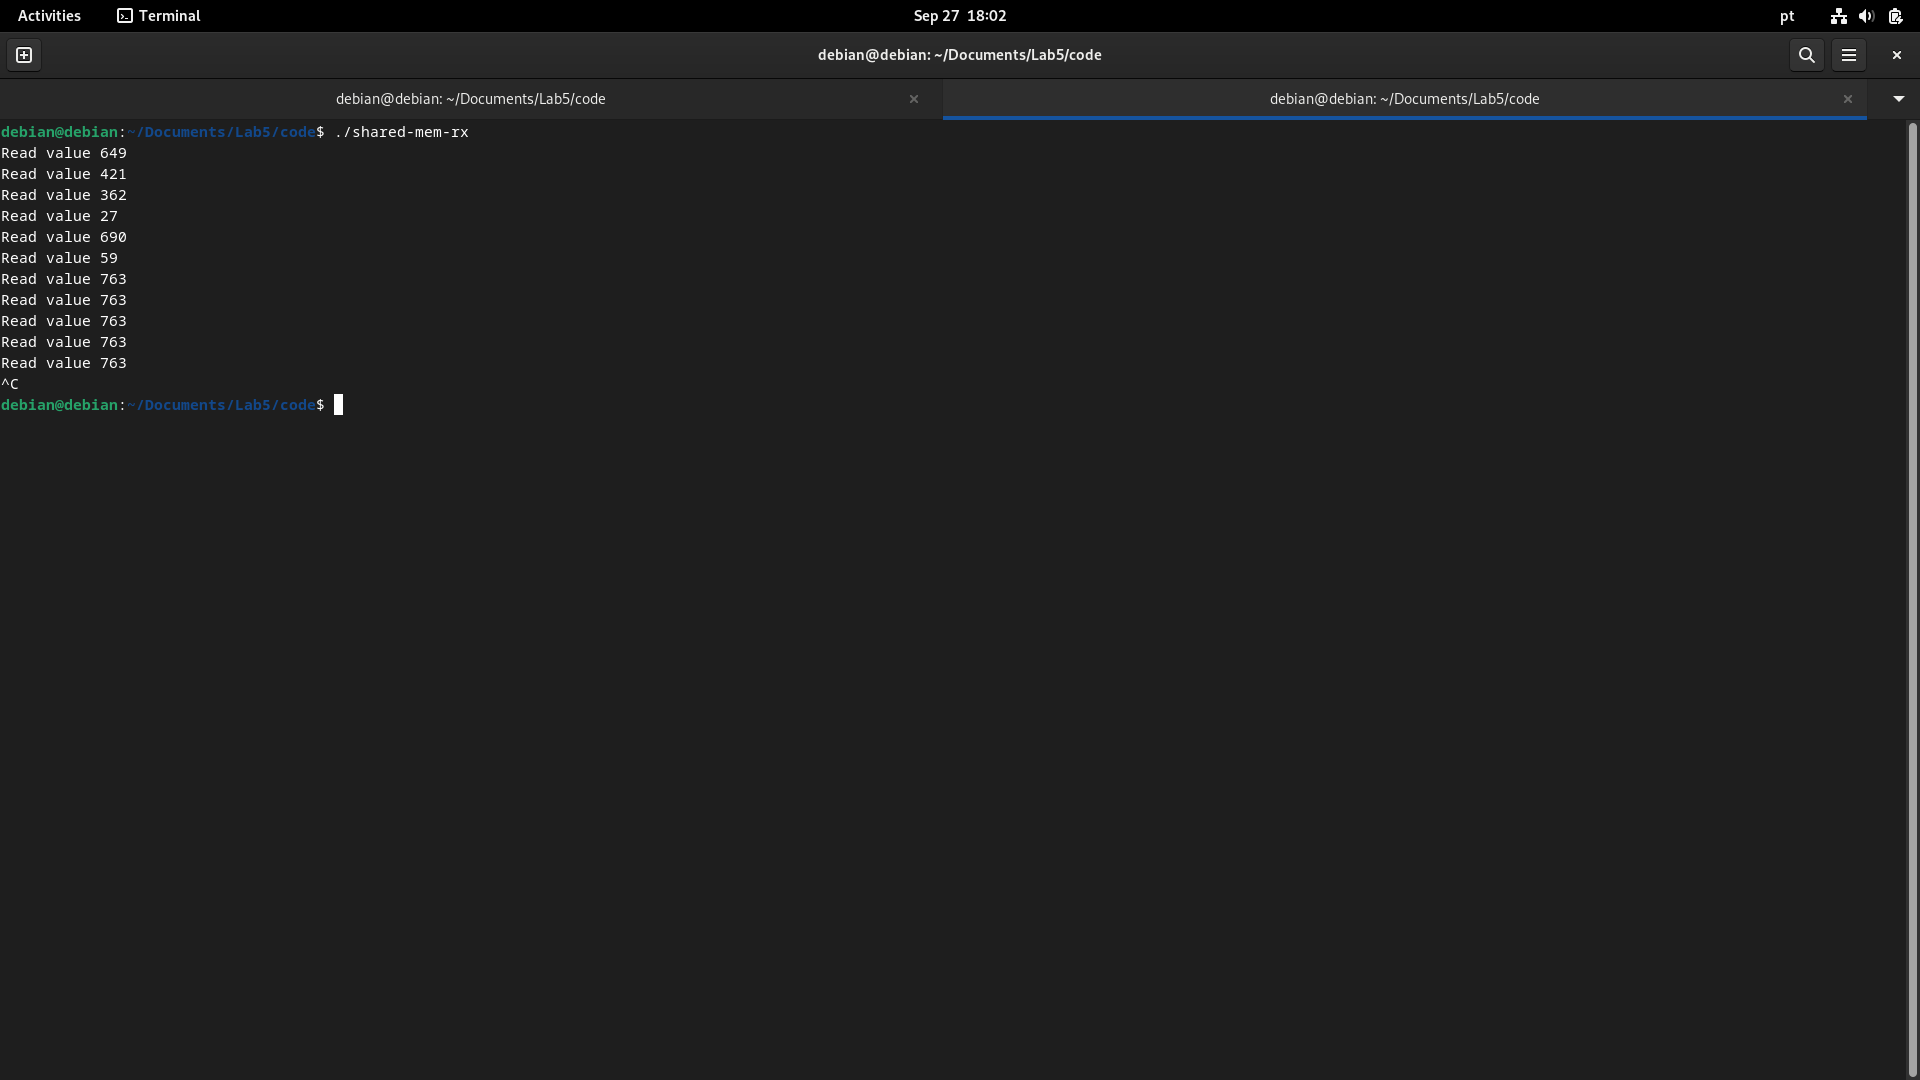 Activities Terminal Sep 27 18:02 pt
debian@debian: ~/Documents/Lab5/code
debian@debian: ~/Documents/Lab5/code debian@debian: ~/Documents/Lab5/code
debian@debian:~/Documents/Lab5/code$ ./shared-mem-rx
Read value 649
Read value 421
Read value 362
Read value 27
Read value 690
Read value 59
Read value 763
Read value 763
Read value 763
Read value 763
Read value 763
^C
debian@debian:~/Documents/Lab5/code$